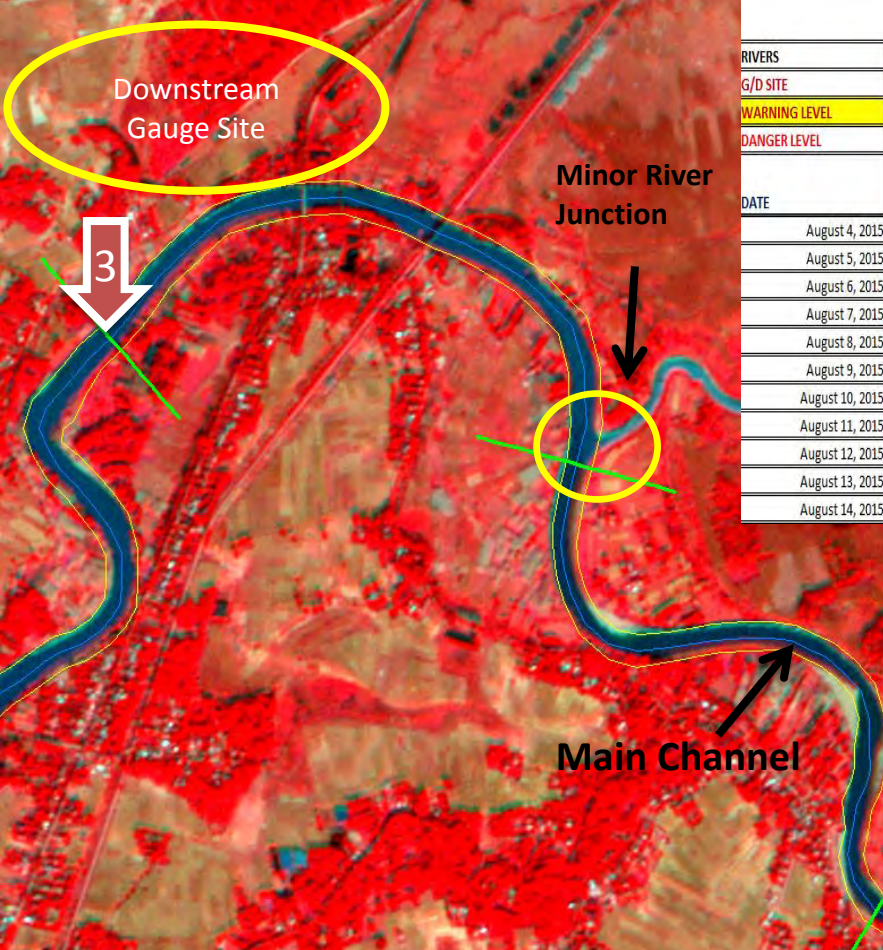 Downstream
Gauge Site
3
Minor River
Junction
Main Channel
RIVERS
G/D SITE
WARNING LEVEL
DANGER LEVEL
DATE
August 4, 2015
August 5, 2015
August 6, 2015
August 7, 2015
August 8, 2015
August 9, 2015
August 10, 2015
August 11, 2015
August 12, 2015
August 13, 2015
August 14, 2015